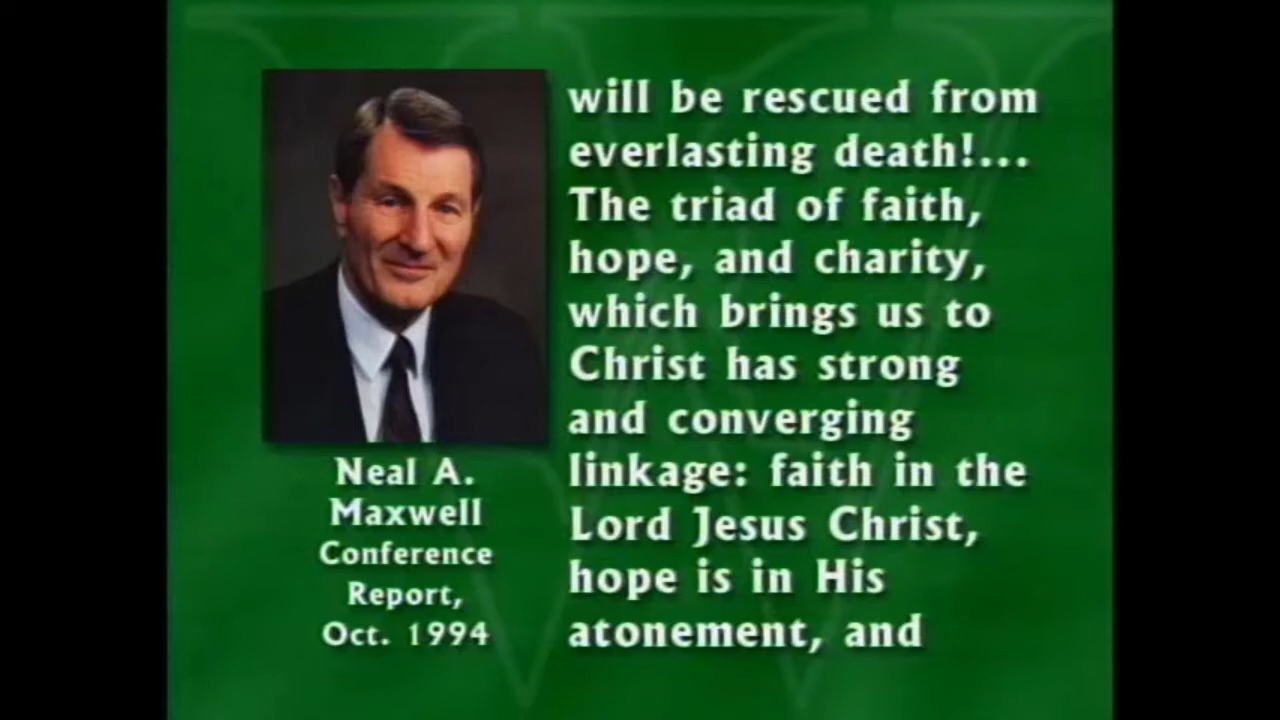 will be rescued from
everlasting death!...
The triad of faith,
hope, and charity,
which brings us to
Christ has strong
and converging
linkage: faith in the
Lord Jesus Christ,
hope is in His
atonement, and
Neal A.
Maxwell
Conference
Report,
Oct. 1994